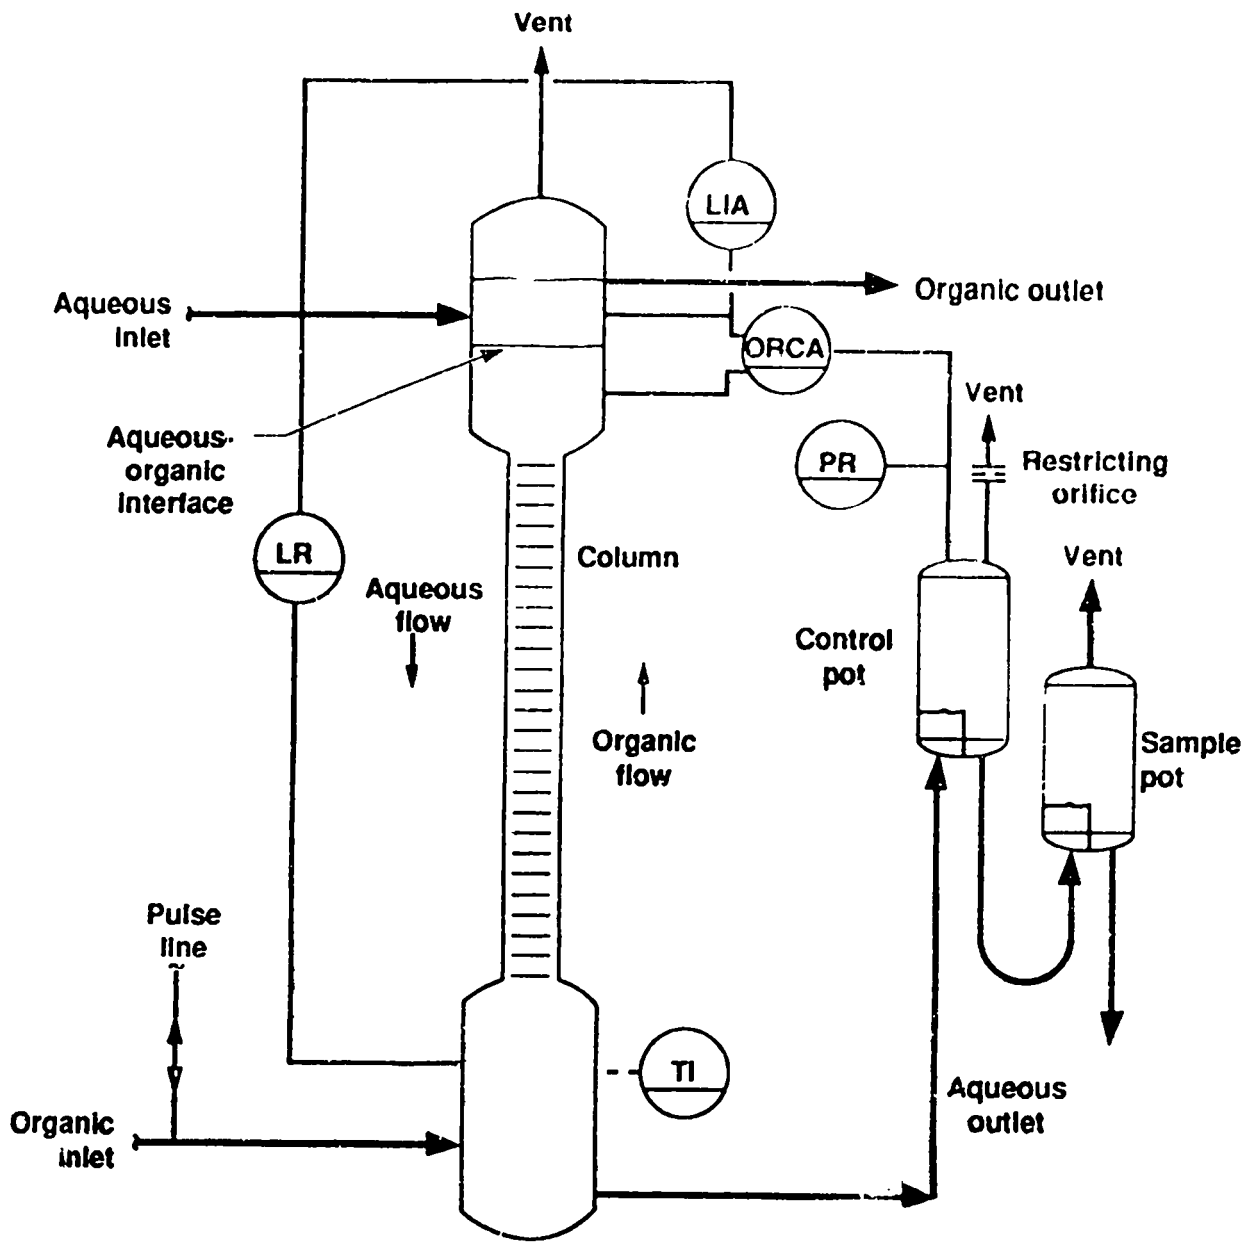 Vent
LIA
Aqueous
inlet
Organic outlet
ORCA
Aqueous-
organic
interface
Vent
PR
Restricting
orifice
LR
Column
Vent
Aqueous
flow
Control
pot
Organic
flow
Sample
pot
Pulse
line
TI
Aqueous
outlet
Organic
inlet